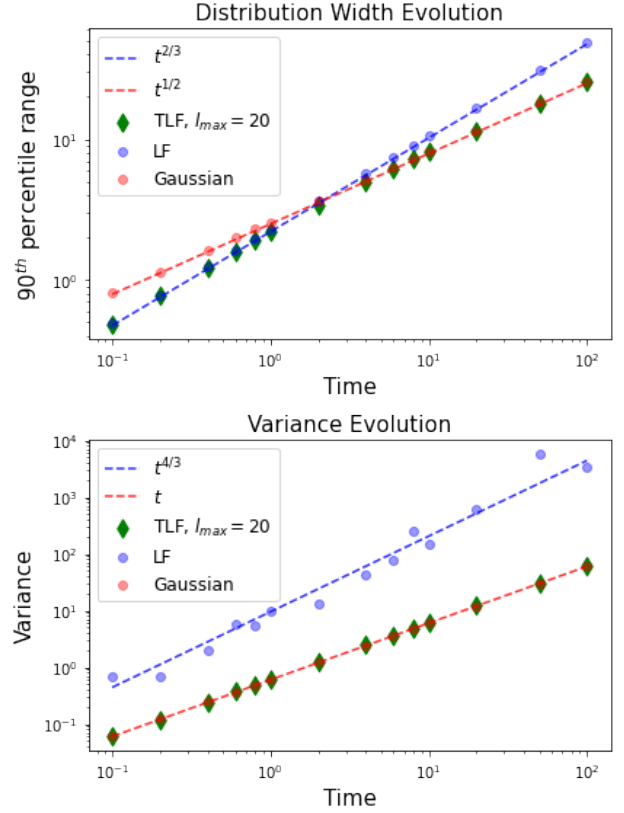 Distribution Width Evolution
t^{2/3}
t^{1/2}
TLF, l_{max} = 20
LF
Gaussian
90^{th} percentile range
10^1
10^0
10^{-1} 10^0 10^1 10^2
Time
Variance Evolution
t^{4/3}
t
TLF, l_{max} = 20
LF
Gaussian
Variance
10^4
10^3
10^2
10^1
10^0
10^{-1}
10^{-1} 10^0 10^1 10^2
Time